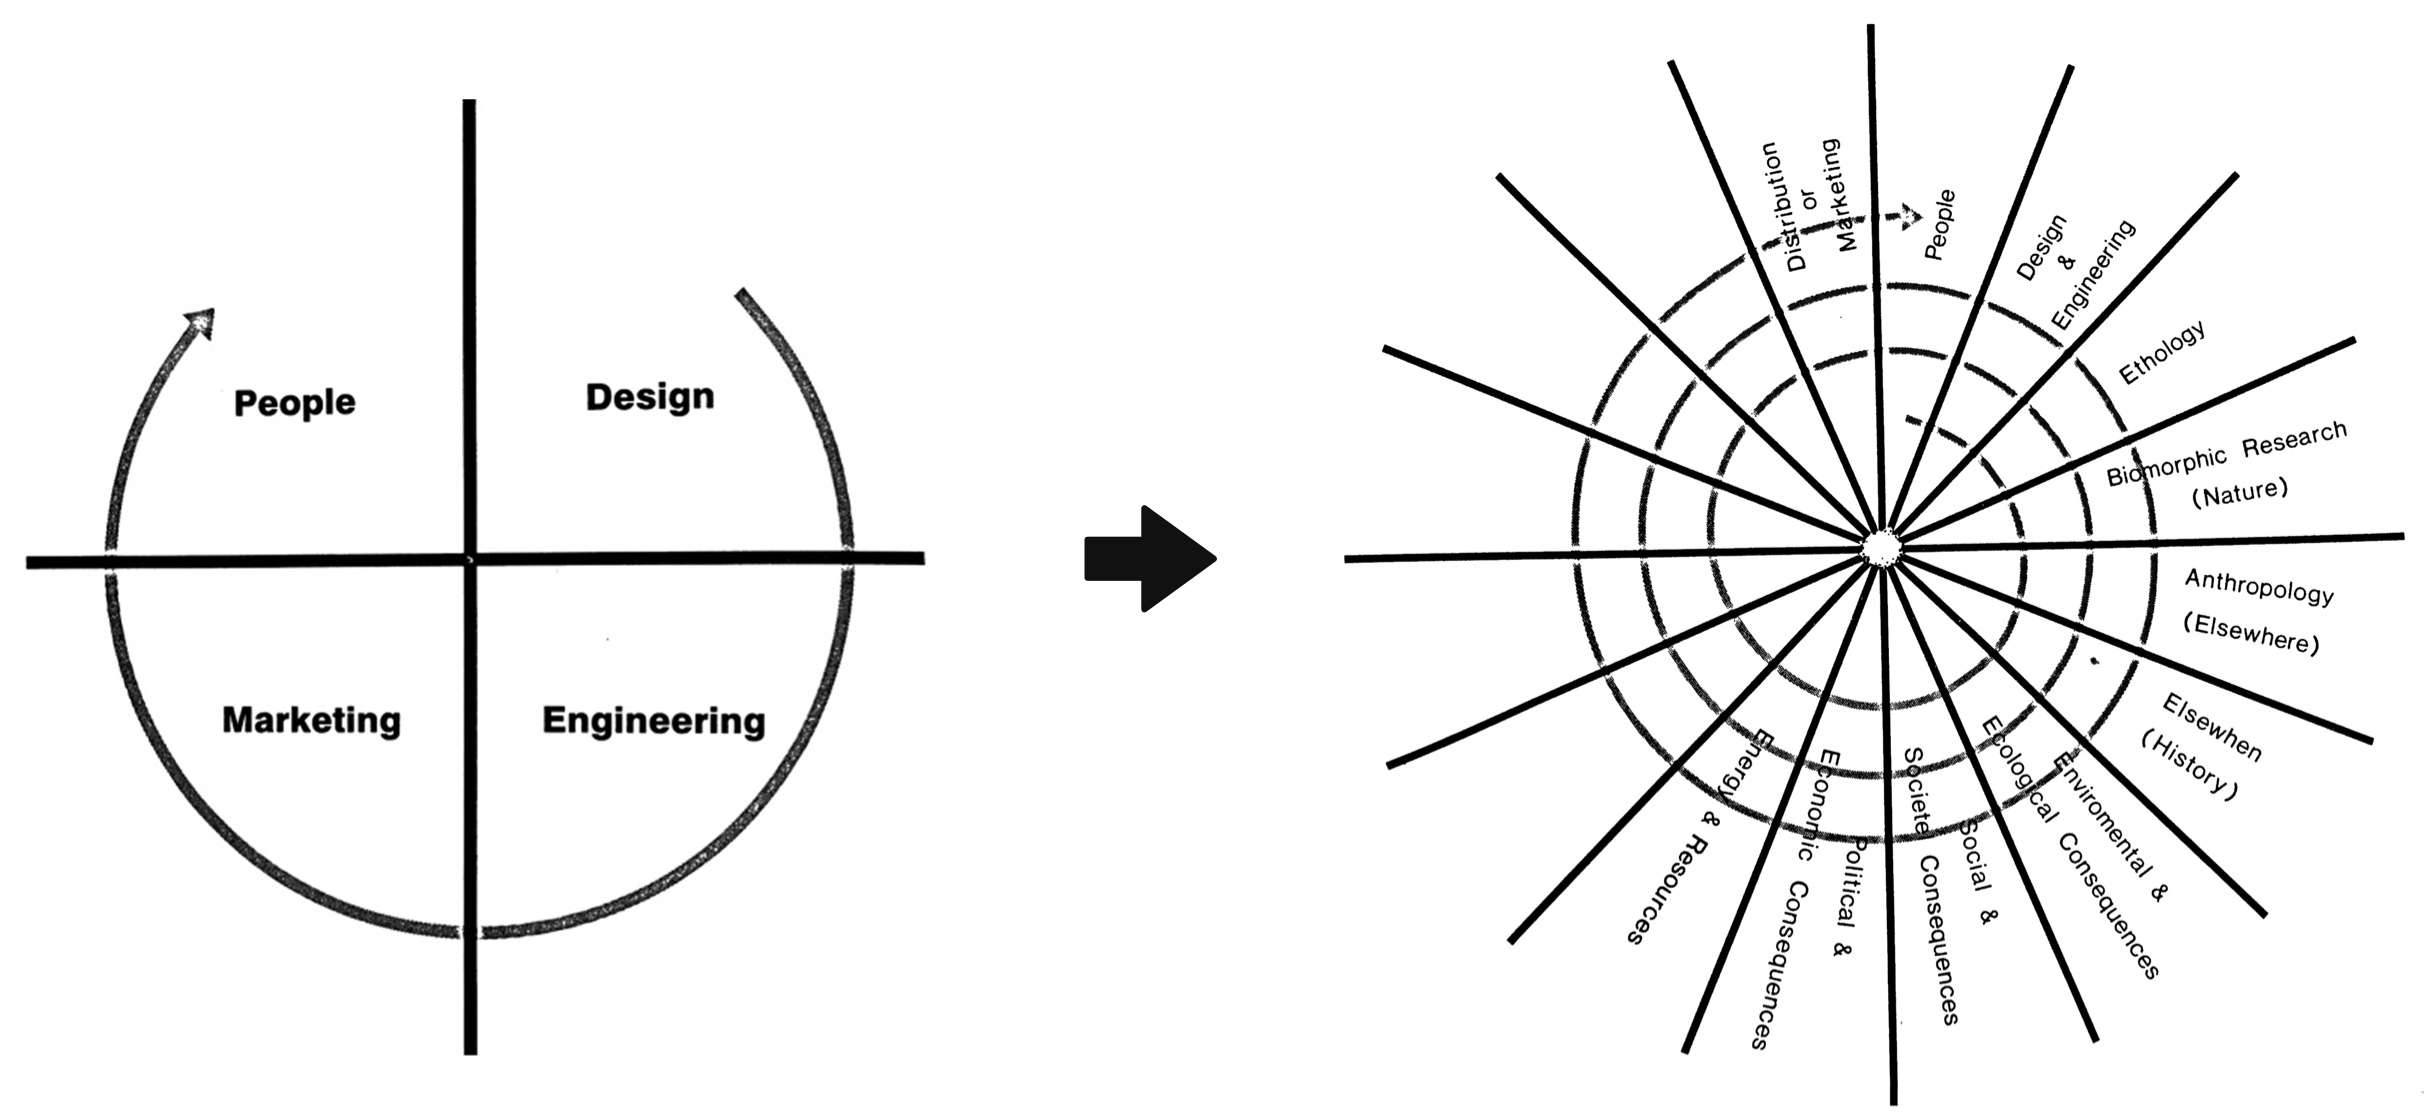 People
Design
Marketing
Engineering
Distribution
or
Marketing
People
Design
&
Engineering
Ethology
Biomorphic Research
(Nature)
Anthropology
(Elsewhere)
Elsewhen
(History)
Enviromental &
Ecological Consequences
Social &
Societe Consequences
Political &
Economic Consequences
Energy & Resources